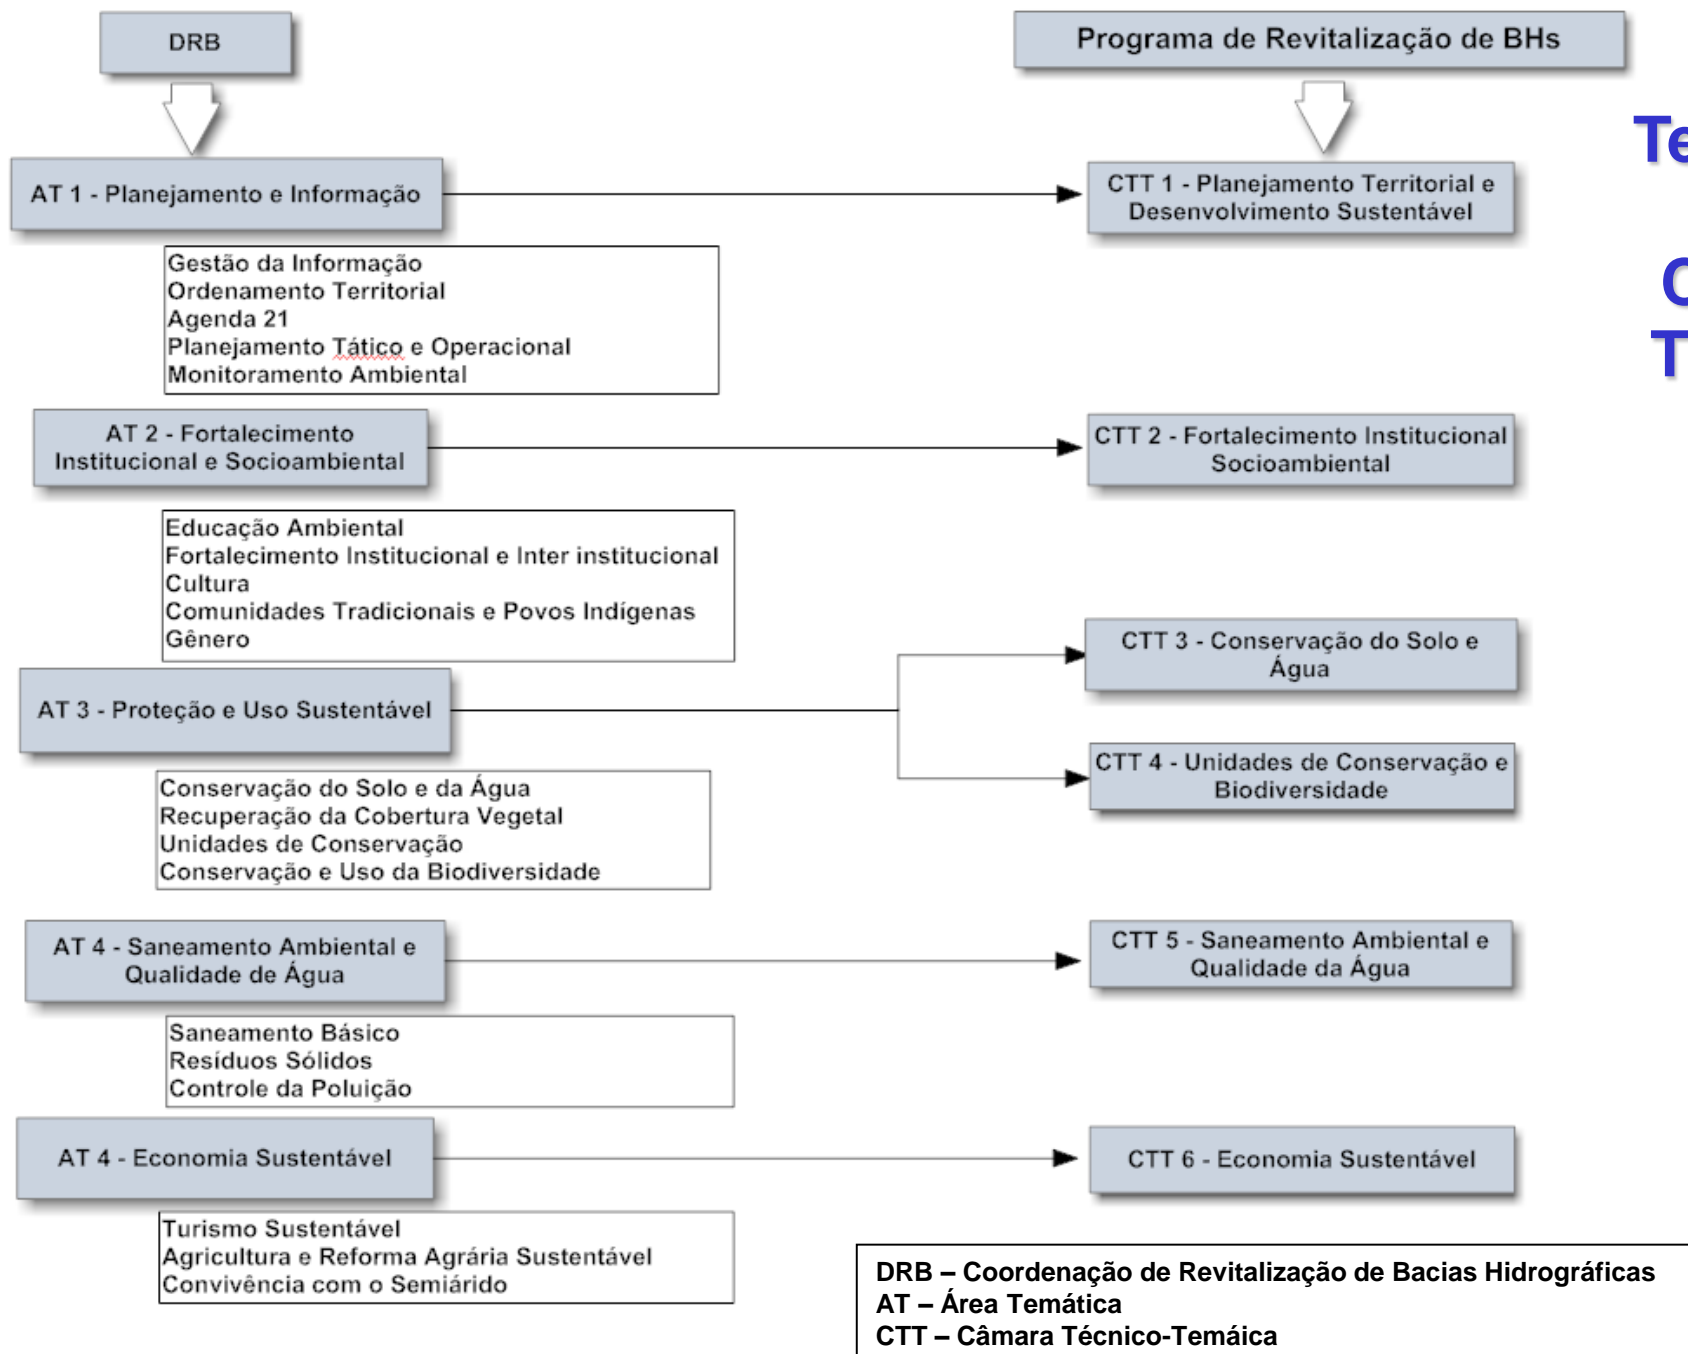 DRB
Programa de Revitalização de BHs
AT 1 - Planejamento e Informação
CTT 1 - Planejamento Territorial e
Desenvolvimento Sustentável
Gestão da Informação
Ordenamento Territorial
Agenda 21
Planejamento Tático e Operacional
Monitoramento Ambiental
AT 2 - Fortalecimento
Institucional e Socioambiental
CTT 2 - Fortalecimento Institucional
Socioambiental
Educação Ambiental
Fortalecimento Institucional e Inter institucional
Cultura
Comunidades Tradicionais e Povos Indígenas
Gênero
CTT 3 - Conservação do Solo e
Água
AT 3 - Proteção e Uso Sustentável
CTT 4 - Unidades de Conservação e
Biodiversidade
Conservação do Solo e da Água
Recuperação da Cobertura Vegetal
Unidades de Conservação
Conservação e Uso da Biodiversidade
AT 4 - Saneamento Ambiental e
Qualidade de Água
CTT 5 - Saneamento Ambiental e
Qualidade da Água
Saneamento Básico
Resíduos Sólidos
Controle da Poluição
AT 4 - Economia Sustentável
CTT 6 - Economia Sustentável
Turismo Sustentável
Agricultura e Reforma Agrária Sustentável
Convivência com o Semiárido
DRB – Coordenação de Revitalização de Bacias Hidrográficas
AT – Área Temática
CTT – Câmara Técnico-Temáica